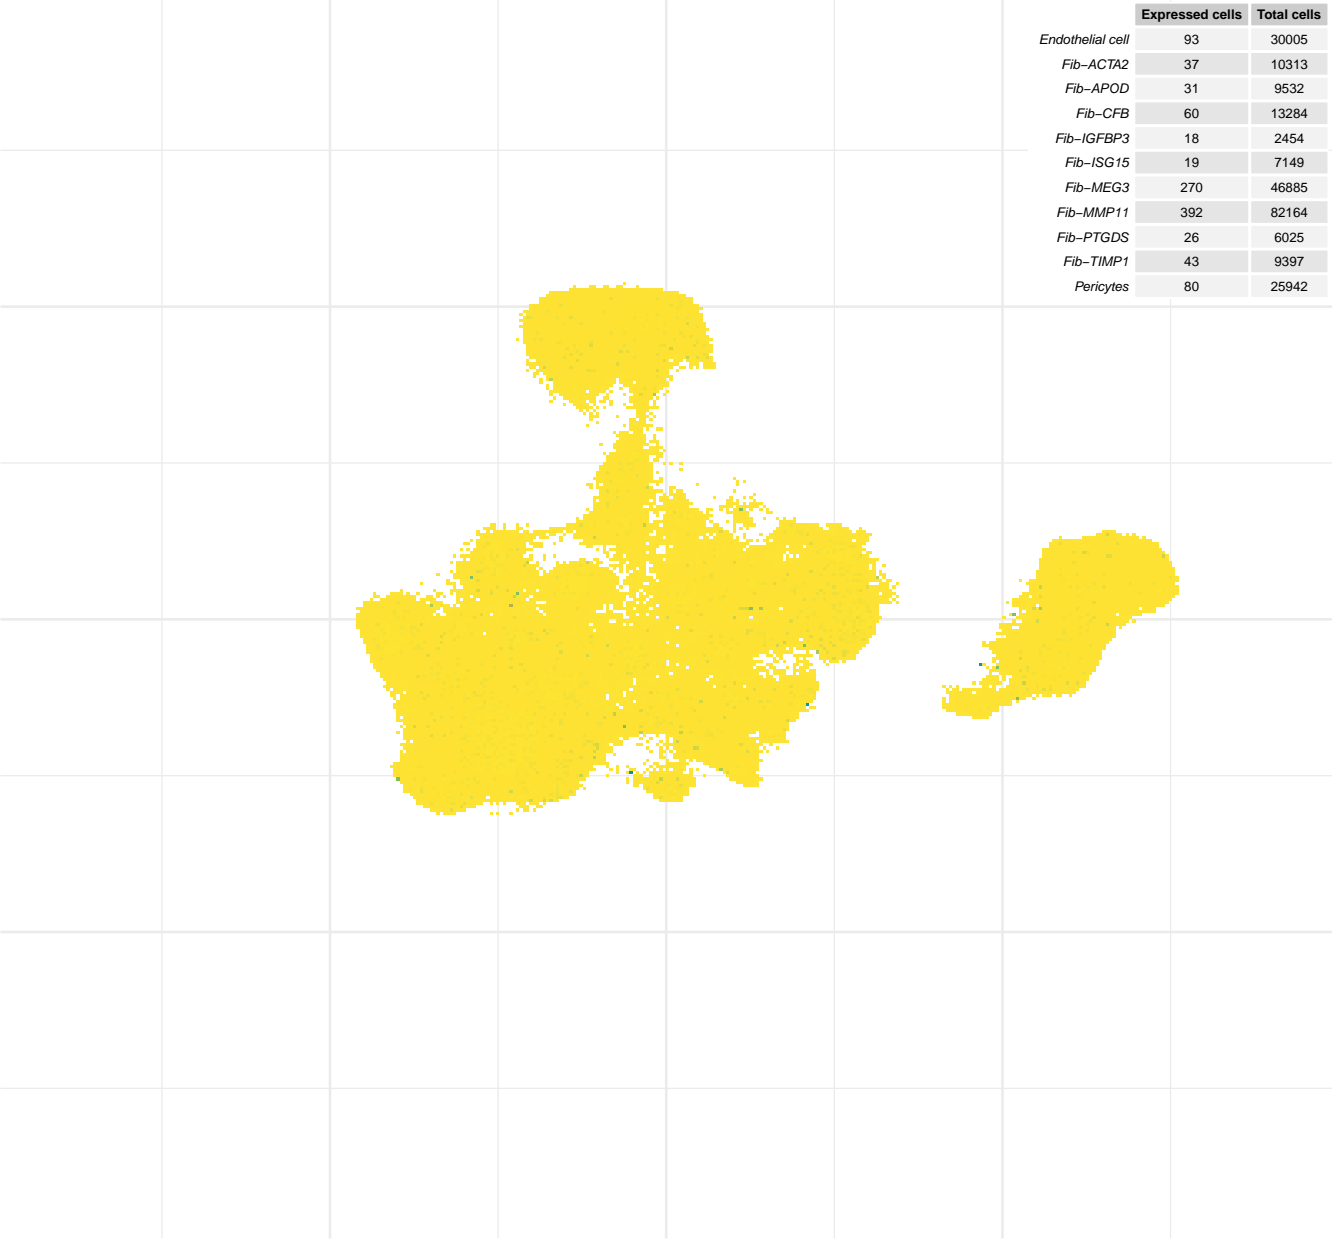 Expressed cells Total cells
Endothelial cell 93 30005
Fib−ACTA2 37 10313
Fib−APOD 31 9532
Fib−CFB 60 13284
Fib−IGFBP3 18 2454
Fib−ISG15 19 7149
Fib−MEG3 270 46885
Fib−MMP11 392 82164
Fib−PTGDS 26 6025
Fib−TIMP1 43 9397
Pericytes 80 25942